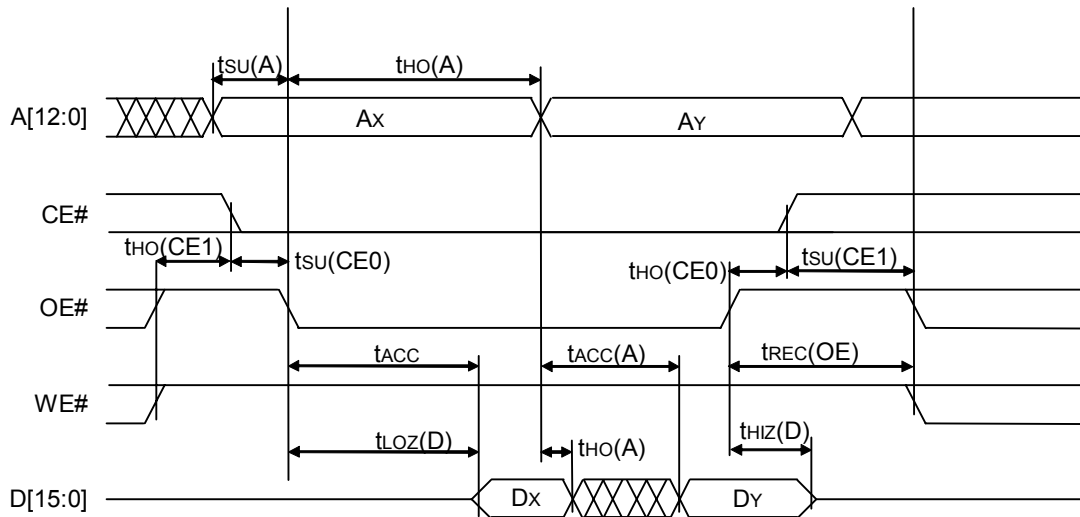 tSU(A)
tHO(A)
A[12:0]
AX
AY
CE#
tHO(CE1)
tSU(CE0)
tHO(CE0)
tSU(CE1)
OE#
tACC
tACC(A)
tREC(OE)
WE#
tLOZ(D)
tHO(A)
tHIZ(D)
D[15:0]
DX
DY